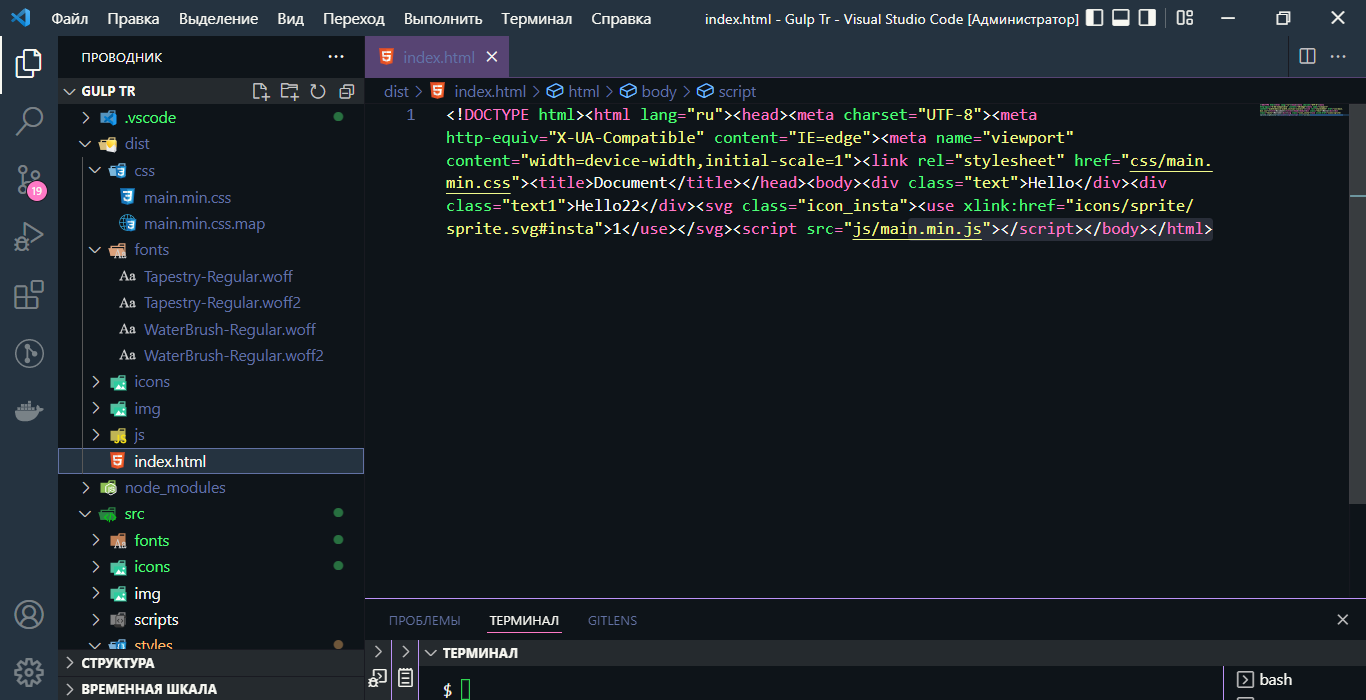 Файл Правка Выделение Вид Переход Выполнить Терминал Справка index.html - Gulp Tr - Visual Studio Code [Администратор]
ПРОВОДНИК
GULP TR
.vscode
dist
css
main.min.css
main.min.css.map
fonts
Aa Tapestry-Regular.woff
Aa Tapestry-Regular.woff2
Aa WaterBrush-Regular.woff
Aa WaterBrush-Regular.woff2
icons
img
js
index.html
node_modules
src
fonts
icons
img
scripts
styles
СТРУКТУРА
ВРЕМЕННАЯ ШКАЛА
19
index.html
dist > index.html > html > body > script
1 <!DOCTYPE html><html lang="ru"><head><meta charset="UTF-8"><meta
http-equiv="X-UA-Compatible" content="IE=edge"><meta name="viewport"
content="width=device-width,initial-scale=1"><link rel="stylesheet" href="css/main.
min.css"><title>Document</title></head><body><div class="text">Hello</div><div
class="text1">Hello22</div><svg class="icon_insta"><use xlink:href="icons/sprite/
sprite.svg#insta">1</use></svg><script src="js/main.min.js"></script></body></html>
ПРОБЛЕМЫ ТЕРМИНАЛ GITLENS
ТЕРМИНАЛ
$
bash